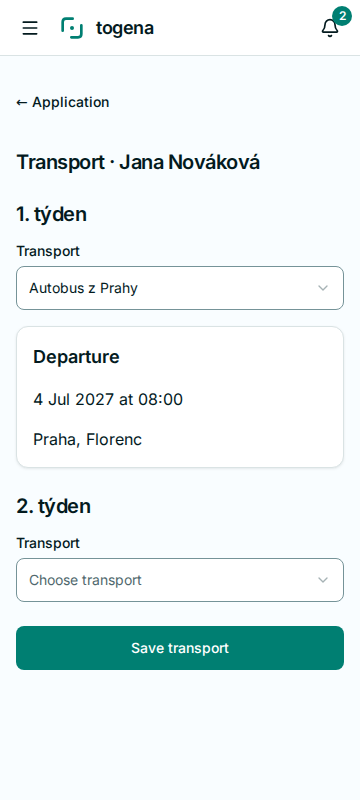 togena
2
← Application
Transport · Jana Nováková
1. týden
Transport
Autobus z Prahy
Departure
4 Jul 2027 at 08:00
Praha, Florenc
2. týden
Transport
Choose transport
Save transport